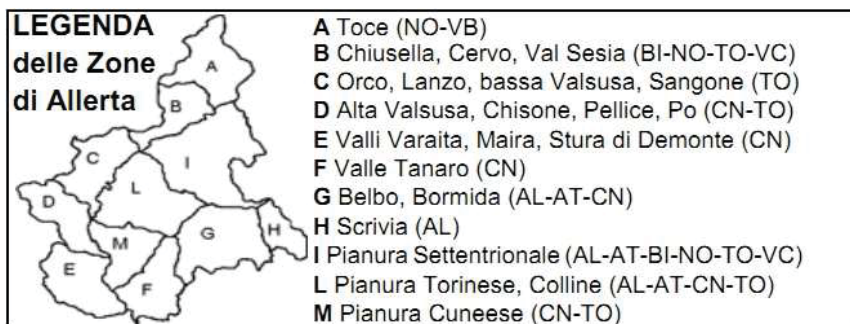 LEGENDA
delle Zone
di Allerta
A
B
C
I
L
D
H
G
M
E
F
A Toce (NO-VB)
B Chiusella, Cervo, Val Sesia (BI-NO-TO-VC)
C Orco, Lanzo, bassa Valsusa, Sangone (TO)
D Alta Valsusa, Chisone, Pellice, Po (CN-TO)
E Valli Varaita, Maira, Stura di Demonte (CN)
F Valle Tanaro (CN)
G Belbo, Bormida (AL-AT-CN)
H Scrivia (AL)
I Pianura Settentrionale (AL-AT-BI-NO-TO-VC)
L Pianura Torinese, Colline (AL-AT-CN-TO)
M Pianura Cuneese (CN-TO)